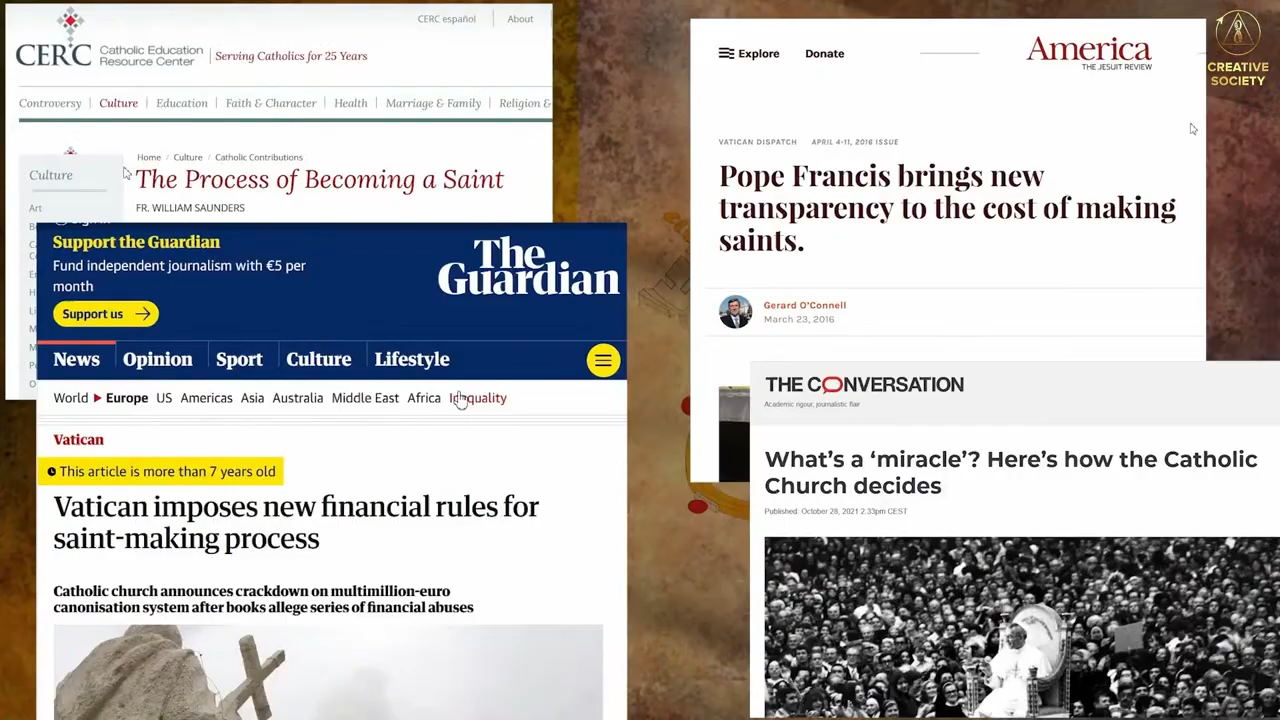 CERC español
About
CERC
Catholic Education
Resource Center
Serving Catholics for 25 Years
Controversy
Culture
Education
Faith & Character
Health
Marriage & Family
Religion &
Home / Culture / Catholic Contributions
Culture
The Process of Becoming a Saint
Art
FR. WILLIAM SAUNDERS
Support the Guardian
Fund independent journalism with €5 per
month
Support us
The
Guardian
News
Opinion
Sport
Culture
Lifestyle
World
Europe
US
Americas
Asia
Australia
Middle East
Africa
Inequality
Vatican
This article is more than 7 years old
Vatican imposes new financial rules for
saint-making process
Catholic church announces crackdown on multimillion-euro
canonisation system after books allege series of financial abuses
Explore
Donate
America
THE JESUIT REVIEW
CREATIVE
SOCIETY
VATICAN DISPATCH
APRIL 4-11, 2016 ISSUE
Pope Francis brings new
transparency to the cost of making
saints.
Gerard O'Connell
March 23, 2016
THE CONVERSATION
Academic rigour, journalistic flair
What's a 'miracle'? Here's how the Catholic
Church decides
Published: October 28, 2021 2.33pm CEST